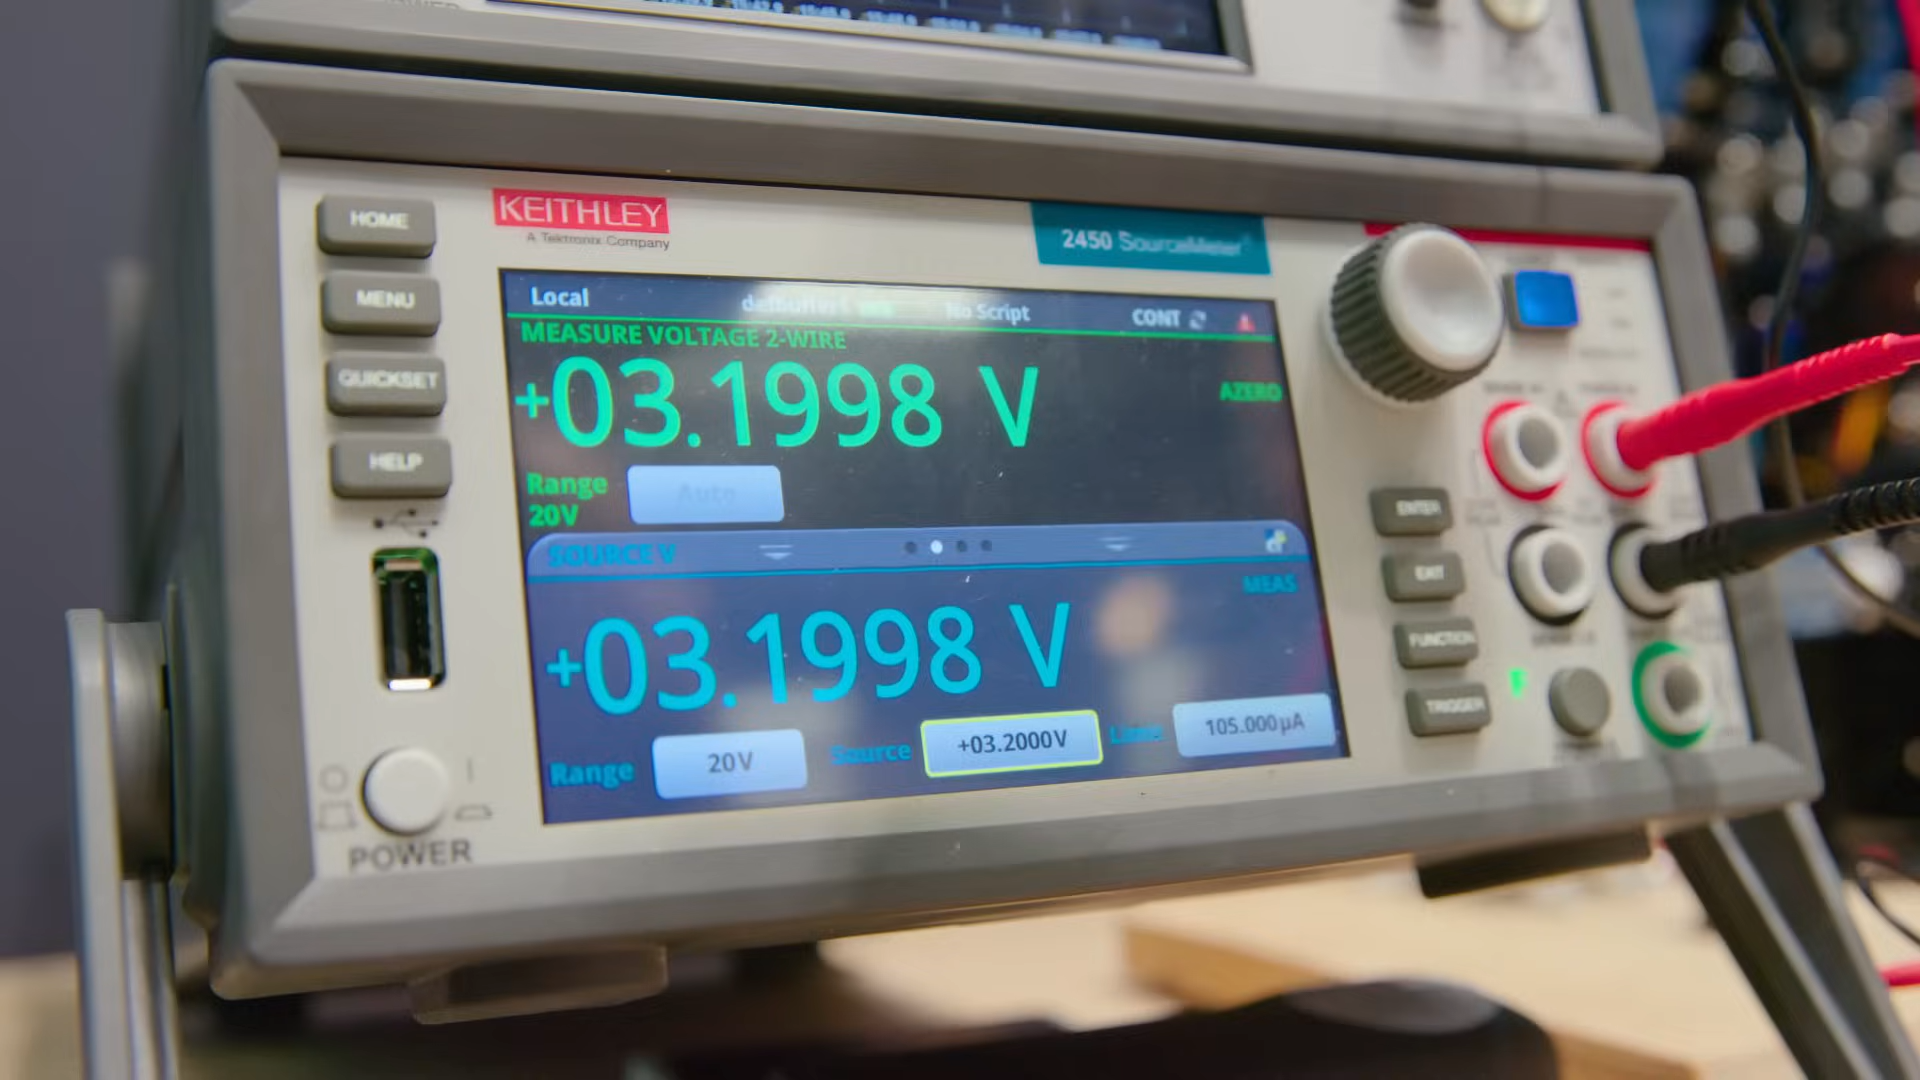 HOME
MENU
QUICKSET
HELP
POWER
KEITHLEY
A Tektronix Company
2450 SourceMeter
Local
defbuffer1
No Script
CONT
MEASURE VOLTAGE 2-WIRE
+03.1998 V
AZERO
Range
20V
Auto
SOURCE V
MEAS
+03.1998 V
Range 20V Source +03.2000V Limit 105.000µA
ENTER
EXIT
FUNCTION
TRIGGER